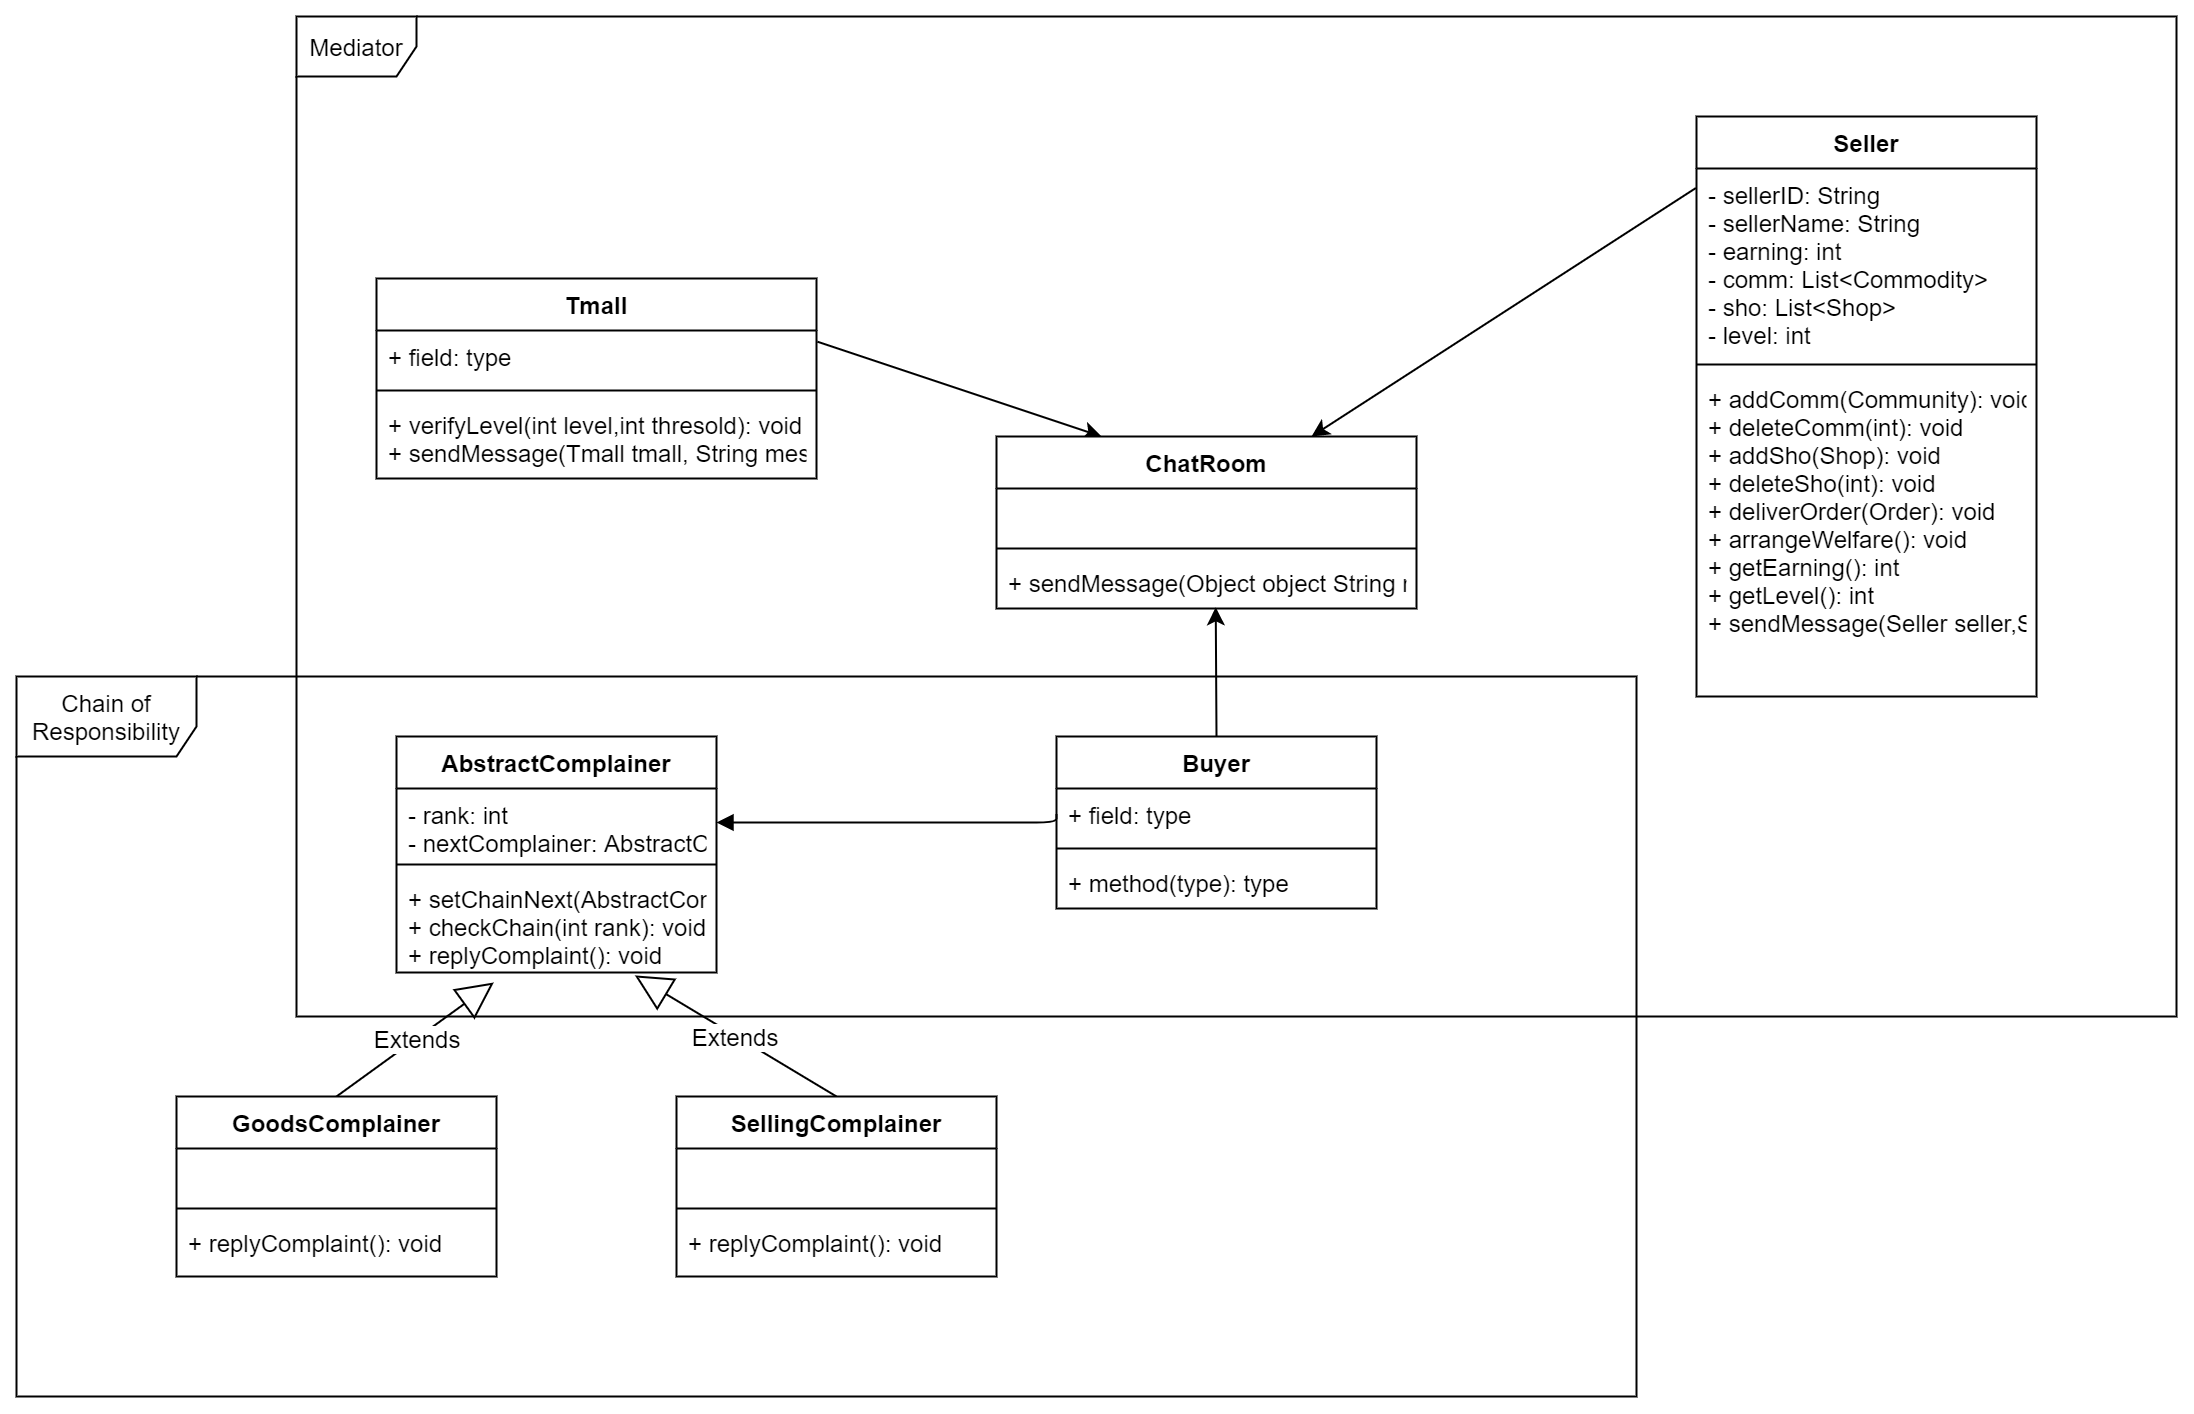 Mediator
Seller
- sellerID: String
- sellerName: String
- earning: int
- comm: List<Commodity>
- sho: List<Shop>
- level: int
+ addComm(Community): voic
+ deleteComm(int): void
+ addSho(Shop): void
+ deleteSho(int): void
+ deliverOrder(Order): void
+ arrangeWelfare(): void
+ getEarning(): int
+ getLevel(): int
+ sendMessage(Seller seller,S
Tmall
+ field: type
+ verifyLevel(int level,int thresold): void
+ sendMessage(Tmall tmall, String mes
ChatRoom
+ sendMessage(Object object String
Chain of
Responsibility
AbstractComplainer
- rank: int
- nextComplainer: AbstractC
+ setChainNext(AbstractCor
+ checkChain(int rank): void
+ replyComplaint(): void
Buyer
+ field: type
+ method(type): type
Extends
Extends
GoodsComplainer
+ replyComplaint(): void
SellingComplainer
+ replyComplaint(): void